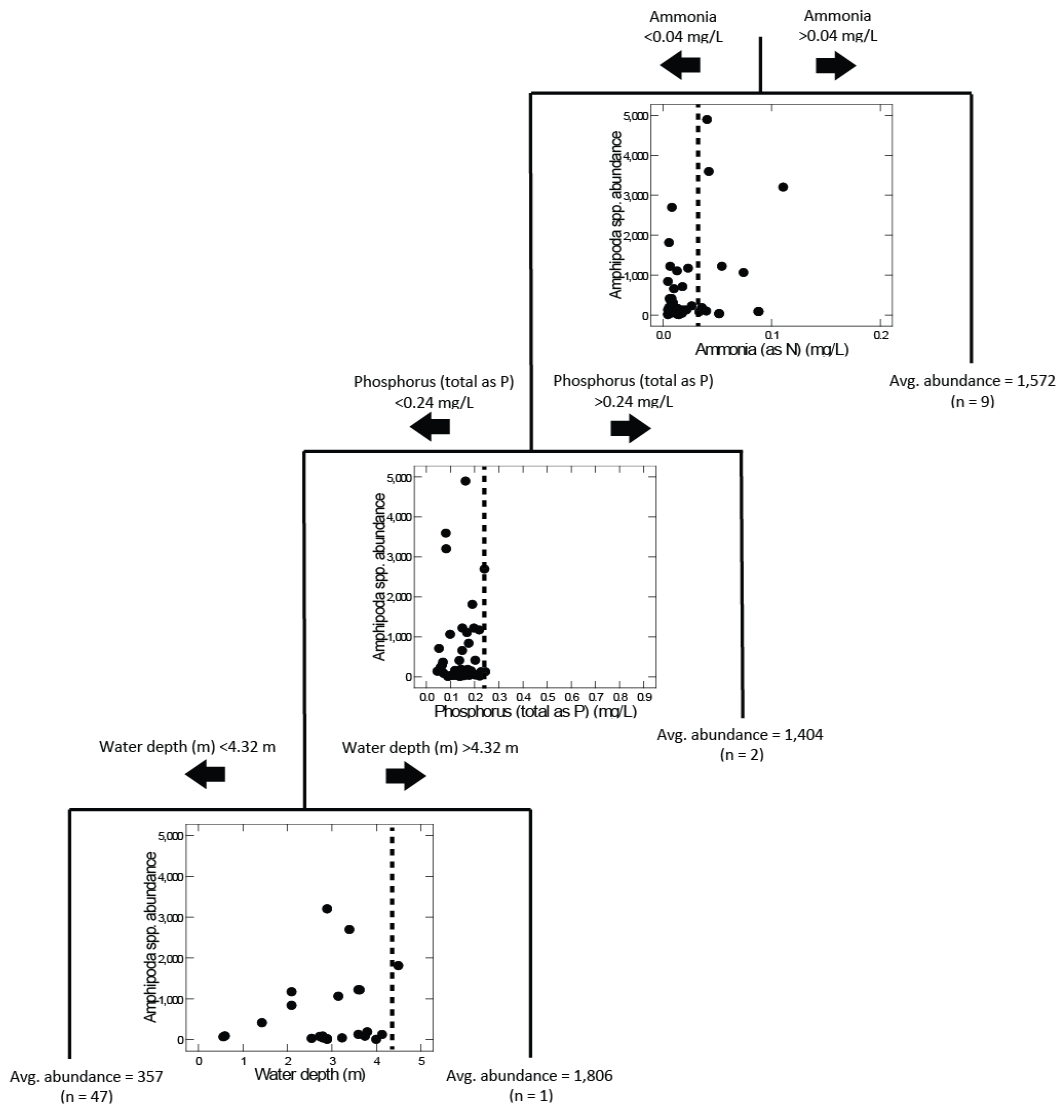 Ammonia
<0.04 mg/L
Ammonia
>0.04 mg/L
Amphipoda spp. abundance
5,000
4,000
3,000
2,000
1,000
0
0.0 0.1 0.2
Ammonia (as N) (mg/L)
Avg. abundance = 1,572
(n = 9)
Phosphorus (total as P)
<0.24 mg/L
Phosphorus (total as P)
>0.24 mg/L
Amphipoda spp. abundance
5,000
4,000
3,000
2,000
1,000
0
0.0 0.1 0.2 0.3 0.4 0.5 0.6 0.7 0.8 0.9
Phosphorus (total as P) (mg/L)
Avg. abundance = 1,404
(n = 2)
Water depth (m) <4.32 m
Water depth (m) >4.32 m
Amphipoda spp. abundance
5,000
4,000
3,000
2,000
1,000
0
0 1 2 3 4 5
Water depth (m)
Avg. abundance = 357
(n = 47)
Avg. abundance = 1,806
(n = 1)